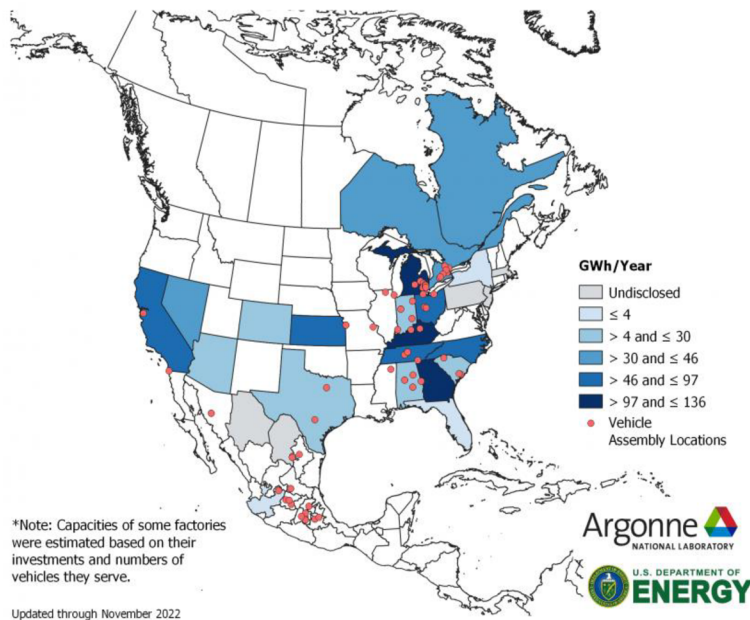 GWh/Year
Undisclosed
≤ 4
> 4 and ≤ 30
> 30 and ≤ 46
> 46 and ≤ 97
> 97 and ≤ 136
Vehicle
Assembly Locations
*Note: Capacities of some factories
were estimated based on their
investments and numbers of
vehicles they serve.
Updated through November 2022
Argonne
NATIONAL LABORATORY
U.S. DEPARTMENT OF
ENERGY